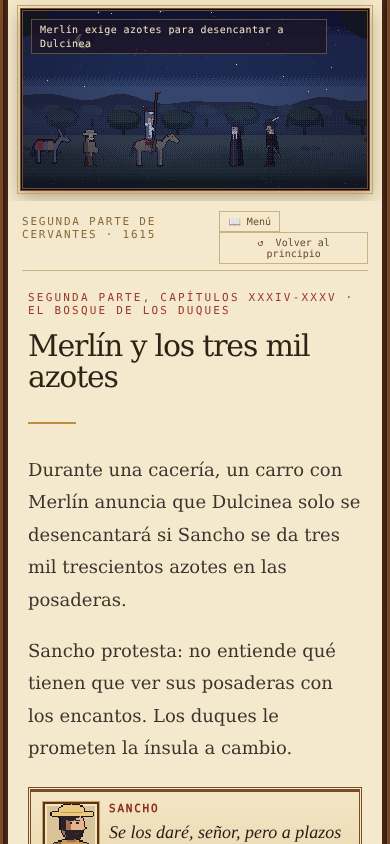 Merlín exige azotes para desencantar a
Dulcinea
SEGUNDA PARTE DE
CERVANTES · 1615
📖 Menú
↺ Volver al
principio
SEGUNDA PARTE, CAPÍTULOS XXXIV-XXXV ·
EL BOSQUE DE LOS DUQUES
Merlín y los tres mil
azotes
Durante una cacería, un carro con
Merlín anuncia que Dulcinea solo se
desencantará si Sancho se da tres
mil trescientos azotes en las
posaderas.
Sancho protesta: no entiende qué
tienen que ver sus posaderas con
los encantos. Los duques le
prometen la ínsula a cambio.
SANCHO
Se los daré, señor, pero a plazos